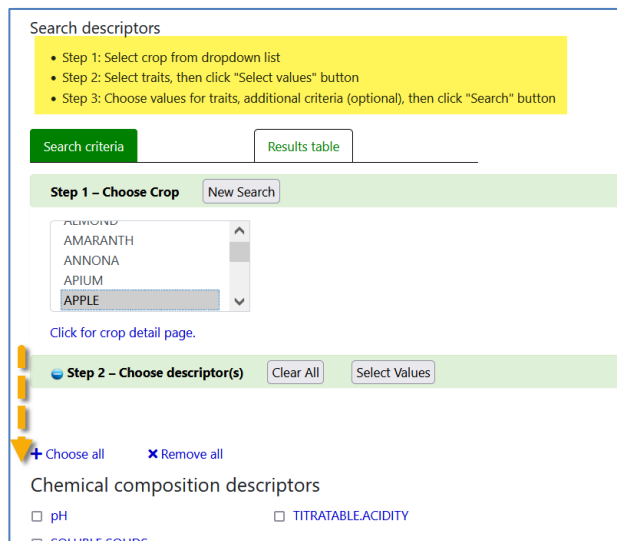 Search descriptors
• Step 1: Select crop from dropdown list
• Step 2: Select traits, then click "Select values" button
• Step 3: Choose values for traits, additional criteria (optional), then click "Search" button
Search criteria
Results table
Step 1 – Choose Crop
New Search
ALMOND
AMARANTH
ANNONA
APIUM
APPLE
Click for crop detail page.
Step 2 – Choose descriptor(s)
Clear All
Select Values
Choose all
Remove all
Chemical composition descriptors
pH
TITRATABLE.ACIDITY
SOLUBLE.SOLIDS